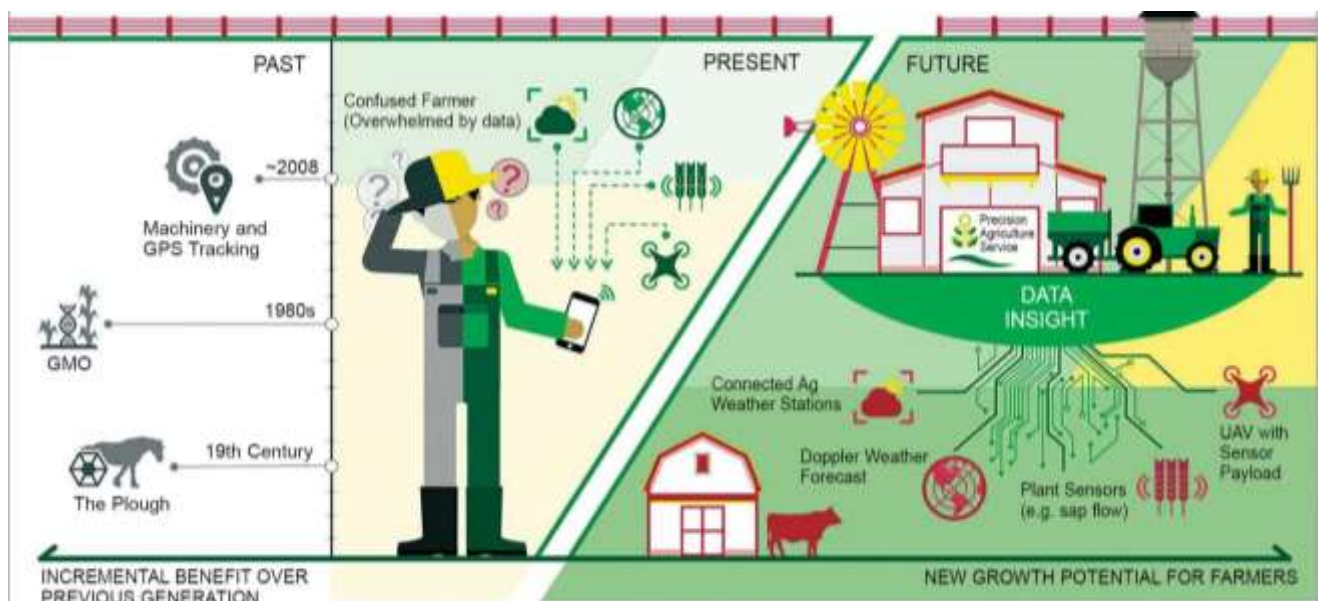 PAST
PRESENT
FUTURE
Confused Farmer
(Overwhelmed by data)
~2008
Machinery and
GPS Tracking
1980s
GMO
19th Century
The Plough
Precision
Agriculture
Service
DATA
INSIGHT
Connected Ag
Weather Stations
Doppler Weather
Forecast
Plant Sensors
(e.g. sap flow)
UAV with
Sensor
Payload
INCREMENTAL BENEFIT OVER
PREVIOUS GENERATION
NEW GROWTH POTENTIAL FOR FARMERS